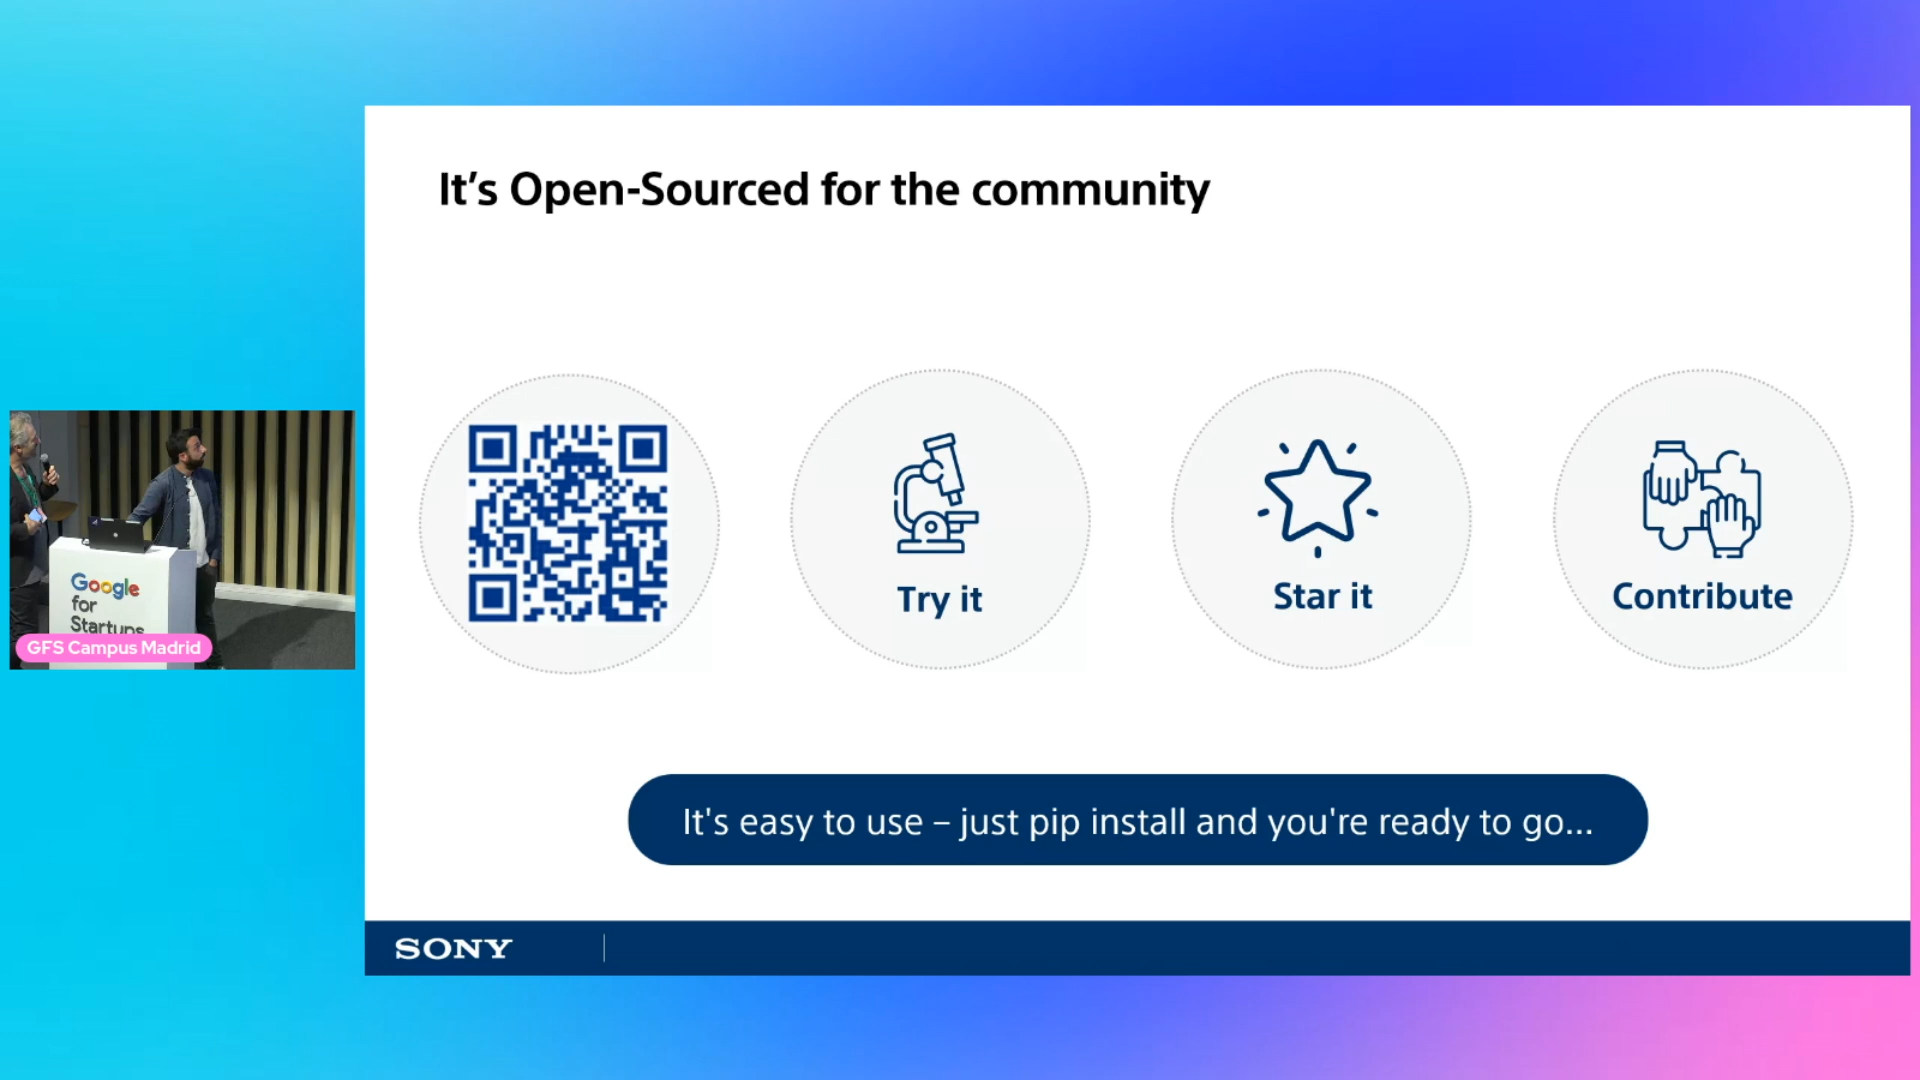 It’s Open-Sourced for the community
Try it
Star it
Contribute
It's easy to use – just pip install and you're ready to go...
SONY
Google
for
Startups
GFS Campus Madrid